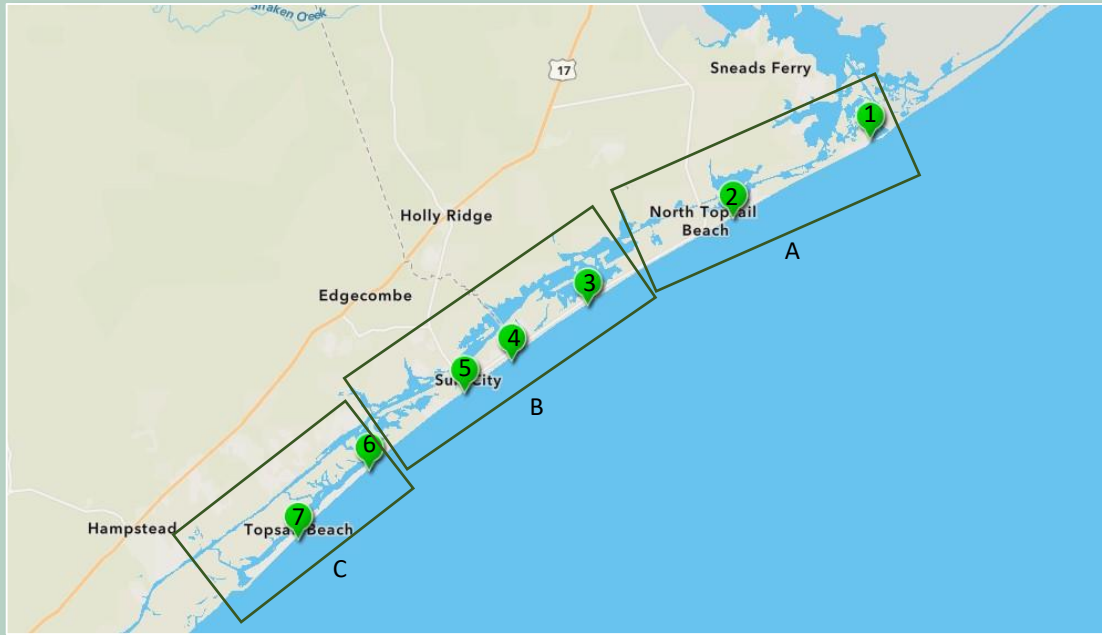 Shaken Creek
17
Sneads Ferry
1
2
North Topsail
Beach
A
Holly Ridge
3
Edgecombe
4
5
Surf City
B
6
Hampstead
7
Topsail Beach
C